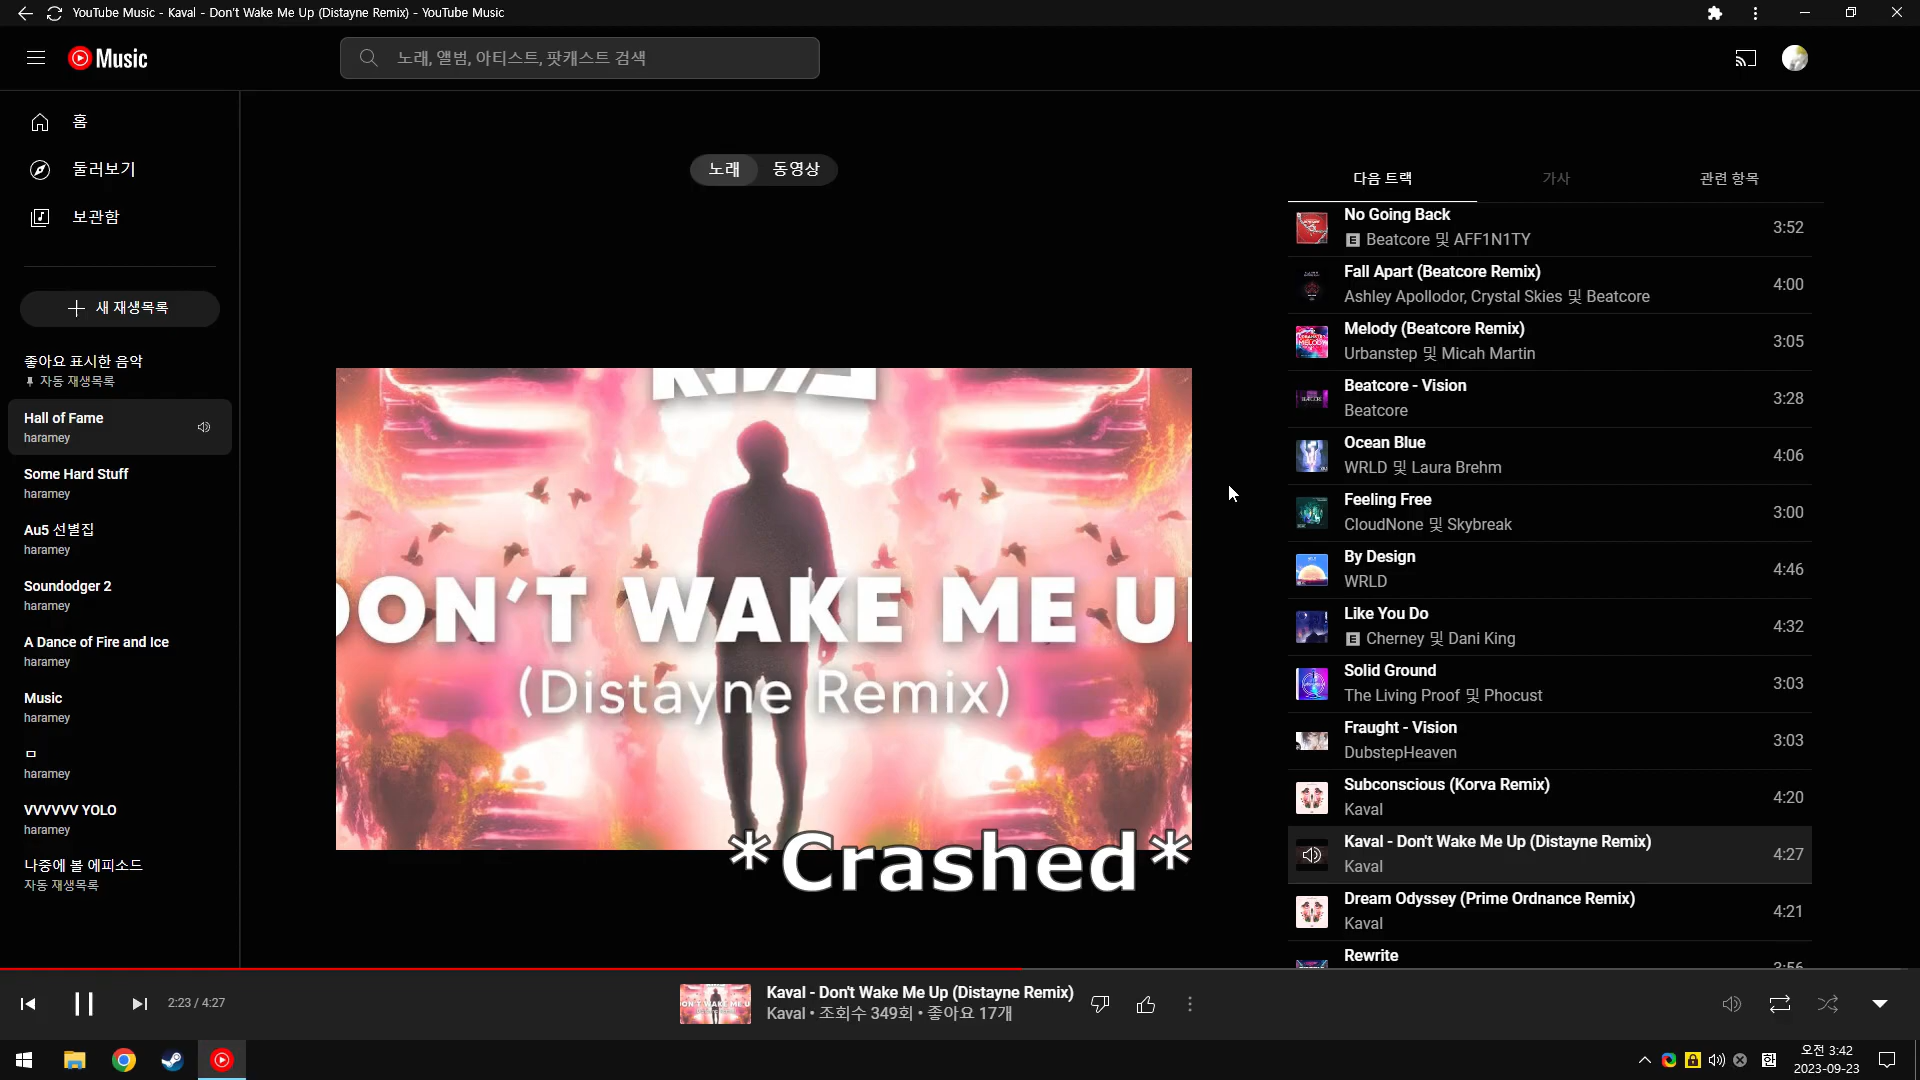 YouTube Music - Kaval - Don't Wake Me Up (Distayne Remix) - YouTube Music
Music
노래, 앨범, 아티스트, 팟캐스트 검색
홈
둘러보기
보관함
새 재생목록
좋아요 표시한 음악
자동 재생목록
Hall of Fame
haramey
Some Hard Stuff
haramey
Au5 선별집
haramey
Soundodger 2
haramey
A Dance of Fire and Ice
haramey
Music
haramey
ㅁ
haramey
VVVVVV YOLO
haramey
나중에 볼 에피소드
자동 재생목록
노래 동영상
DON'T WAKE ME U
(Distayne Remix)
*Crashed*
다음 트랙 가사 관련 항목
No Going Back
E Beatcore 및 AFF1N1TY
3:52
Fall Apart (Beatcore Remix)
Ashley Apollodor, Crystal Skies 및 Beatcore
4:00
Melody (Beatcore Remix)
Urbanstep 및 Micah Martin
3:05
Beatcore - Vision
Beatcore
3:28
Ocean Blue
WRLD 및 Laura Brehm
4:06
Feeling Free
CloudNone 및 Skybreak
3:00
By Design
WRLD
4:46
Like You Do
E Cherney 및 Dani King
4:32
Solid Ground
The Living Proof 및 Phocust
3:03
Fraught - Vision
DubstepHeaven
3:03
Subconscious (Korva Remix)
Kaval
4:20
Kaval - Don't Wake Me Up (Distayne Remix)
Kaval
4:27
Dream Odyssey (Prime Ordnance Remix)
Kaval
4:21
Rewrite
3:56
2:23 / 4:27
Kaval - Don't Wake Me Up (Distayne Remix)
Kaval • 조회수 349회 • 좋아요 17개
한
오전 3:42
2023-09-23